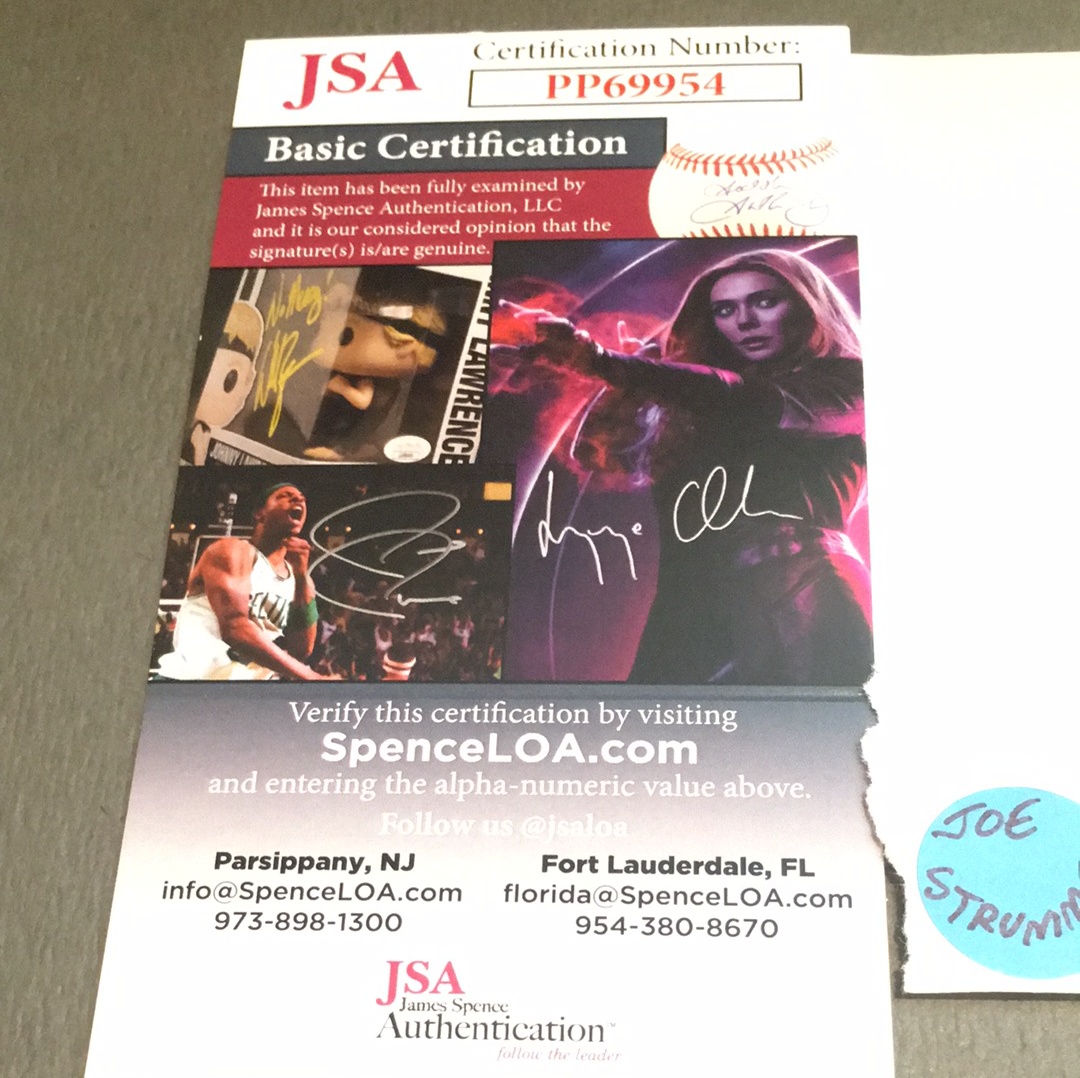 JSA
Certification Number:
PP69954
Basic Certification
This item has been fully examined by
James Spence Authentication, LLC
and it is our considered opinion that the
signature(s) is/are genuine.
LAWRENCE
JOHNNY
CELTI
Verify this certification by visiting
SpenceLOA.com
and entering the alpha-numeric value above.
Follow us @jsaloa
Parsippany, NJ
info@SpenceLOA.com
973-898-1300
Fort Lauderdale, FL
florida@SpenceLOA.com
954-380-8670
JSA
James Spence
Authentication™
follow the leader
JOE
STRUMM